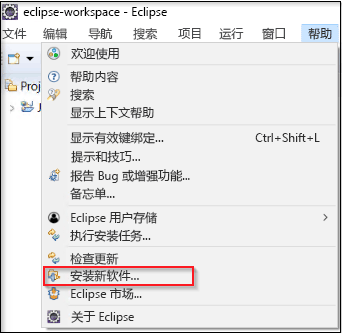 eclipse-workspace - Eclipse
文件 编辑 导航 搜索 项目 运行 窗口 帮助
欢迎使用
帮助内容
Proj
搜索
显示上下文帮助
显示有效键绑定... Ctrl+Shift+L
提示和技巧...
报告 Bug 或增强功能...
备忘单...
Eclipse 用户存储
执行安装任务...
检查更新
安装新软件...
Eclipse 市场...
关于 Eclipse